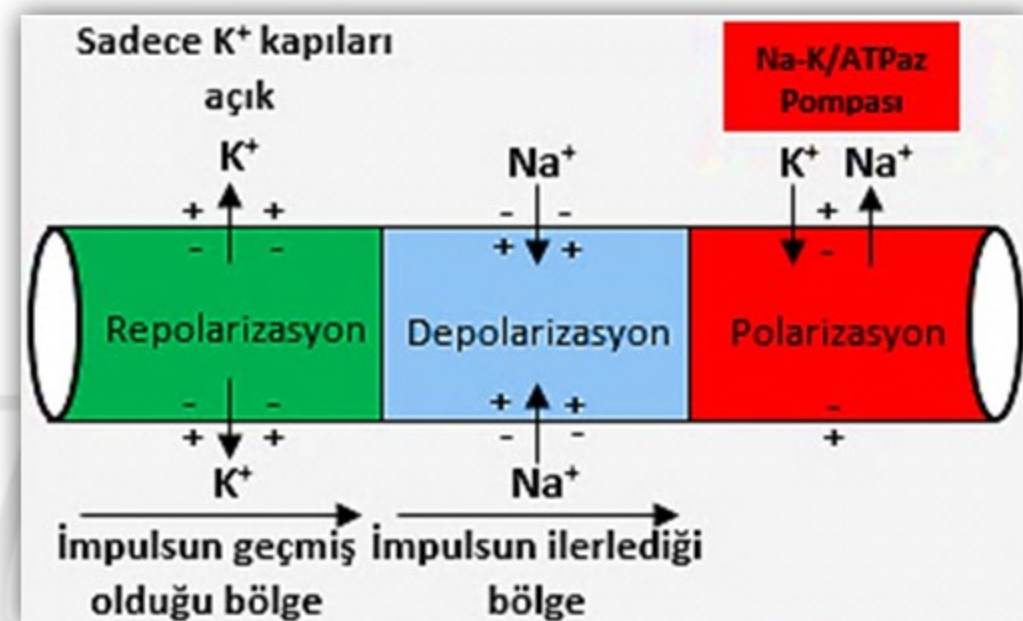 Sadece K⁺ kapıları
açık
Na-K/ATPaz
Pompası
K⁺
Na⁺
K⁺ Na⁺
+ +
- -
+
- -
+ +
-
Repolarizasyon
Depolarizasyon
Polarizasyon
- -
+ +
-
+ +
- -
+
K⁺
Na⁺
İmpulsun geçmiş
olduğu bölge
İmpulsun ilerlediği
bölge